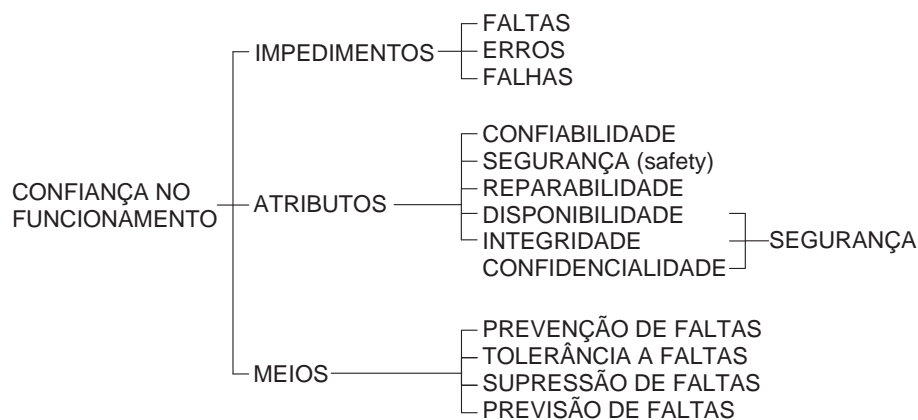 FALTAS
IMPEDIMENTOS
ERROS
FALHAS
CONFIABILIDADE
SEGURANÇA (safety)
CONFIANÇA NO
FUNCIONAMENTO
ATRIBUTOS
REPARABILIDADE
DISPONIBILIDADE
INTEGRIDADE
CONFIDENCIALIDADE
SEGURANÇA
PREVENÇÃO DE FALTAS
MEIOS
TOLERÂNCIA A FALTAS
SUPRESSÃO DE FALTAS
PREVISÃO DE FALTAS